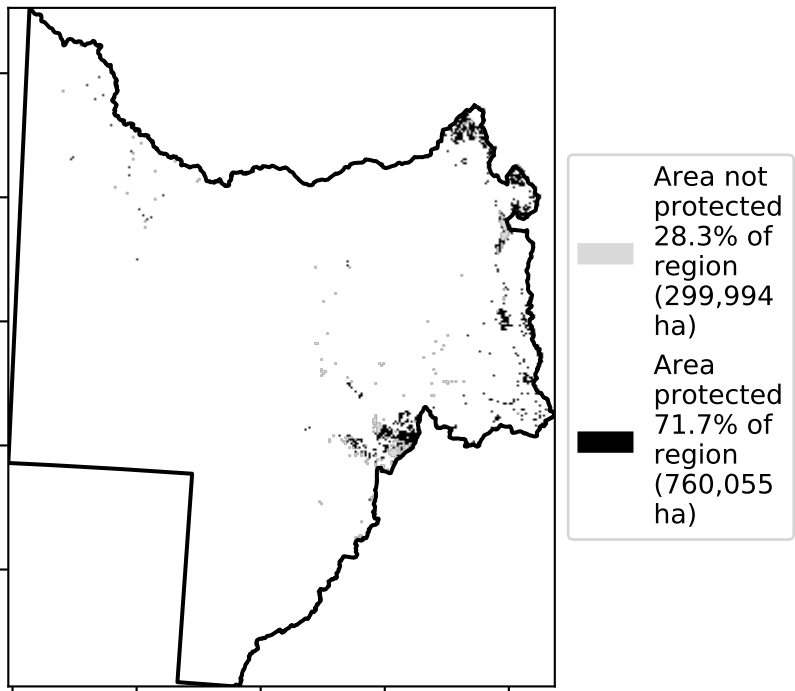 Area not
protected
28.3% of
region
(299,994
ha)
Area
protected
71.7% of
region
(760,055
ha)